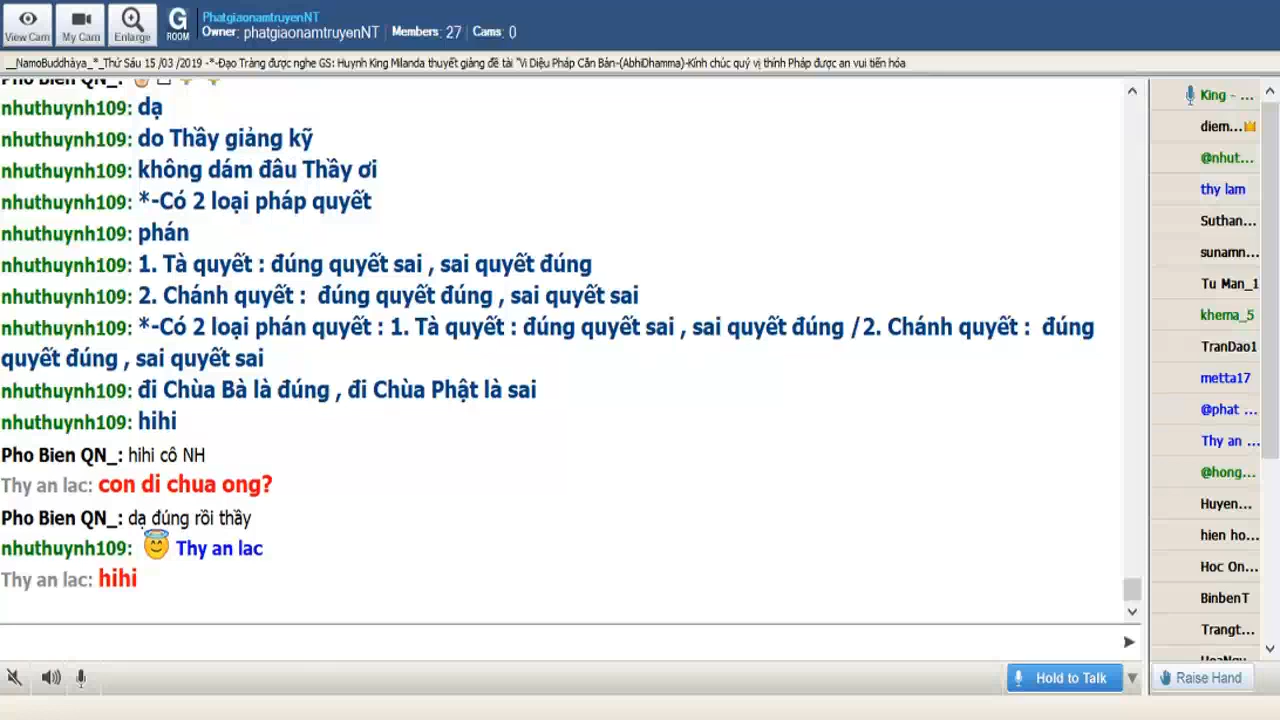 View Cam
My Cam
Enlarge
G
ROOM
PhatgiaonamtruyenNT
Owner: phatgiaonamtruyenNT Members: 27 Cams: 0
__NamoBuddhàya_*_Thứ Sáu 15 /03 /2019 -*-Đạo Tràng được nghe GS: Huynh King Milanda thuyết giảng đề tài "Vi Diệu Pháp Căn Bản-(AbhiDhamma)-Kính chúc quý vị thính Pháp được an vui tiến hóa
Pho Bien QN_:
nhuthuynh109: dạ
nhuthuynh109: do Thầy giảng kỹ
nhuthuynh109: không dám đâu Thầy ơi
nhuthuynh109: *-Có 2 loại pháp quyết
nhuthuynh109: phán
nhuthuynh109: 1. Tà quyết : đúng quyết sai , sai quyết đúng
nhuthuynh109: 2. Chánh quyết : đúng quyết đúng , sai quyết sai
nhuthuynh109: *-Có 2 loại phán quyết : 1. Tà quyết : đúng quyết sai , sai quyết đúng /2. Chánh quyết : đúng
quyết đúng , sai quyết sai
nhuthuynh109: đi Chùa Bà là đúng , đi Chùa Phật là sai
nhuthuynh109: hihi
Pho Bien QN_: hihi cô NH
Thy an lac: con di chua ong?
Pho Bien QN_: dạ đúng rồi thầy
nhuthuynh109: Thy an lac
Thy an lac: hihi
King - ...
diem...
@nhut...
thy lam
Suthan...
sunamn...
Tu Man_1
khema_5
TranDao1
metta17
@phat ...
Thy an ...
@hong...
Huyen...
hien ho...
Hoc On...
BinbenT
Trangt...
HoaNgu...
Hold to Talk
Raise Hand